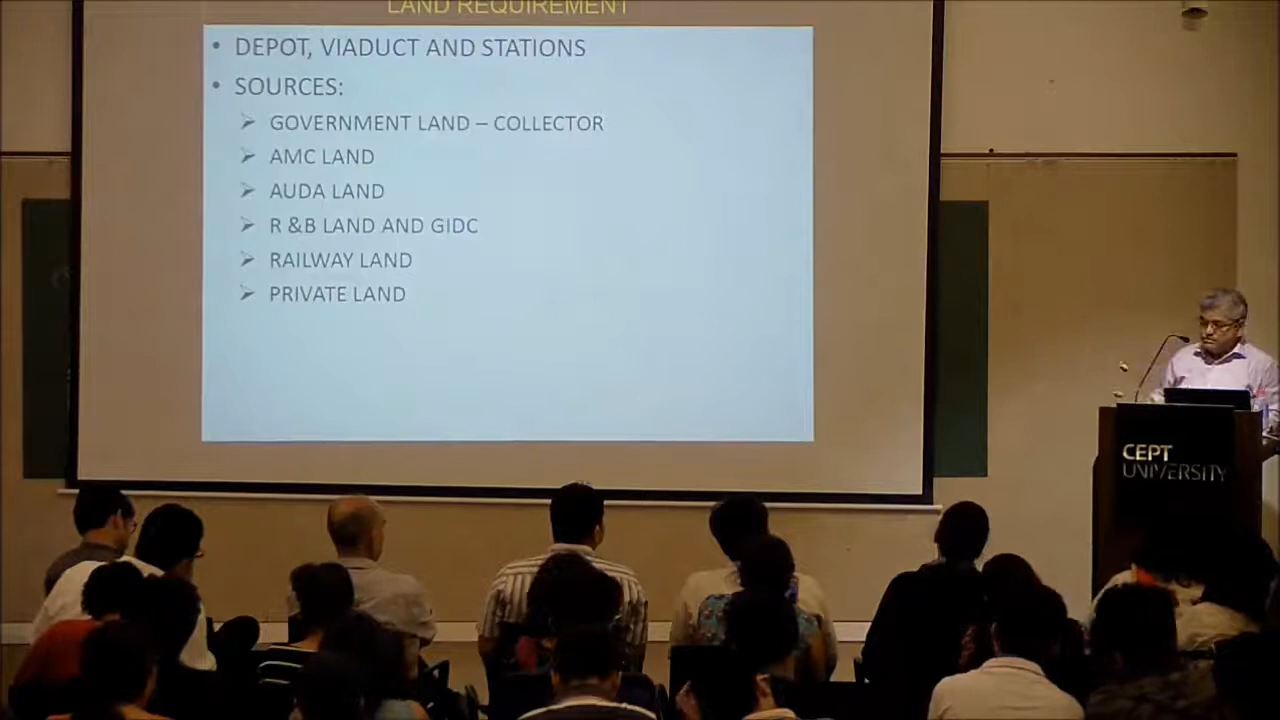 LAND REQUIREMENT
• DEPOT, VIADUCT AND STATIONS
• SOURCES:
➢ GOVERNMENT LAND – COLLECTOR
➢ AMC LAND
➢ AUDA LAND
➢ R &B LAND AND GIDC
➢ RAILWAY LAND
➢ PRIVATE LAND
CEPT
UNIVERSITY